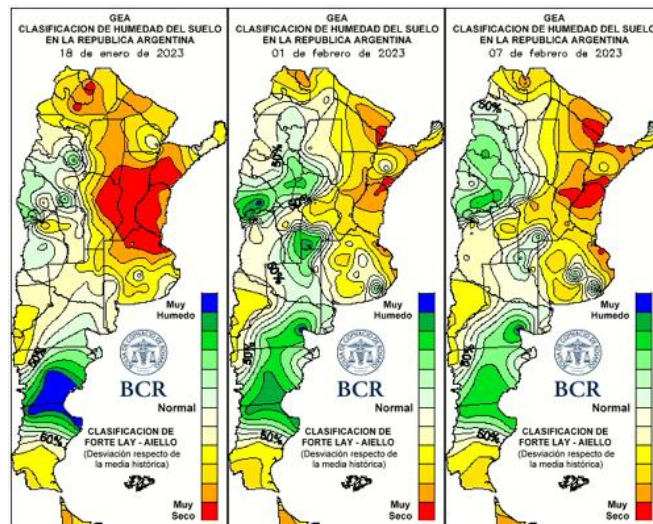 GEA
CLASIFICACION DE HUMEDAD DEL SUELO
EN LA REPUBLICA ARGENTINA
18 de enero de 2023
50%
50%
Muy
Humedo
BCR
Normal
CLASIFICACION DE
FORTE LAY - AIELLO
(Desviación respecto de
la media histórica)
Muy
Seco
GEA
CLASIFICACION DE HUMEDAD DEL SUELO
EN LA REPUBLICA ARGENTINA
01 de febrero de 2023
50%
50%
50%
50%
Muy
Humedo
BCR
Normal
CLASIFICACION DE
FORTE LAY - AIELLO
(Desviación respecto de
la media histórica)
Muy
Seco
GEA
CLASIFICACION DE HUMEDAD DEL SUELO
EN LA REPUBLICA ARGENTINA
07 de febrero de 2023
50%
50%
Muy
Humedo
BCR
Normal
CLASIFICACION DE
FORTE LAY - AIELLO
(Desviación respecto de
la media histórica)
Muy
Seco